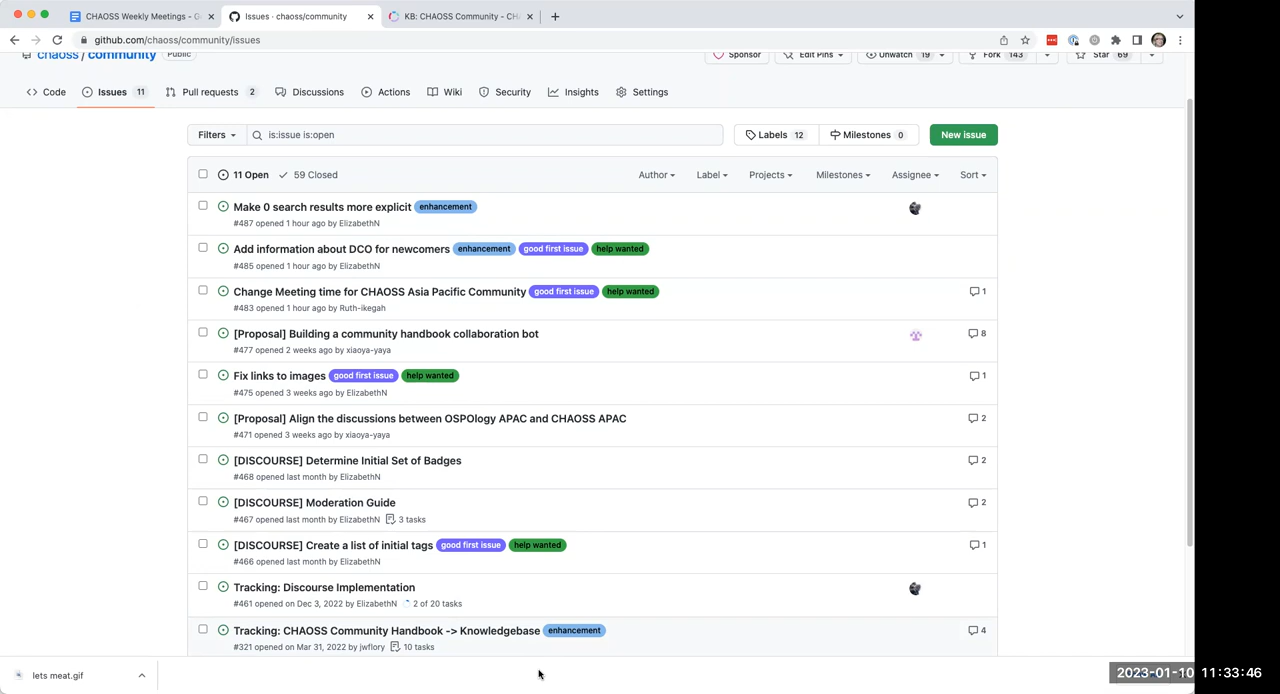 CHAOSS Weekly Meetings - G
Issues · chaoss/community
KB: CHAOSS Community - CHA
github.com/chaoss/community/issues
chaoss / community Public
Sponsor Edit Pins Unwatch 19 Fork 143 Star 69
Code Issues 11 Pull requests 2 Discussions Actions Wiki Security Insights Settings
Filters is:issue is:open Labels 12 Milestones 0 New issue
11 Open 59 Closed Author Label Projects Milestones Assignee Sort
Make 0 search results more explicit enhancement
#487 opened 1 hour ago by ElizabethN
Add information about DCO for newcomers enhancement good first issue help wanted
#485 opened 1 hour ago by ElizabethN
Change Meeting time for CHAOSS Asia Pacific Community good first issue help wanted 1
#483 opened 1 hour ago by Ruth-ikegah
[Proposal] Building a community handbook collaboration bot 8
#477 opened 2 weeks ago by xiaoya-yaya
Fix links to images good first issue help wanted 1
#475 opened 3 weeks ago by ElizabethN
[Proposal] Align the discussions between OSPOlogy APAC and CHAOSS APAC 2
#471 opened 3 weeks ago by xiaoya-yaya
[DISCOURSE] Determine Initial Set of Badges 2
#468 opened last month by ElizabethN
[DISCOURSE] Moderation Guide 2
#467 opened last month by ElizabethN 3 tasks
[DISCOURSE] Create a list of initial tags good first issue help wanted 1
#466 opened last month by ElizabethN
Tracking: Discourse Implementation
#461 opened on Dec 3, 2022 by ElizabethN 2 of 20 tasks
Tracking: CHAOSS Community Handbook -> Knowledgebase enhancement 4
#321 opened on Mar 31, 2022 by jwflory 10 tasks
lets meat.gif
2023-01-10 11:33:46